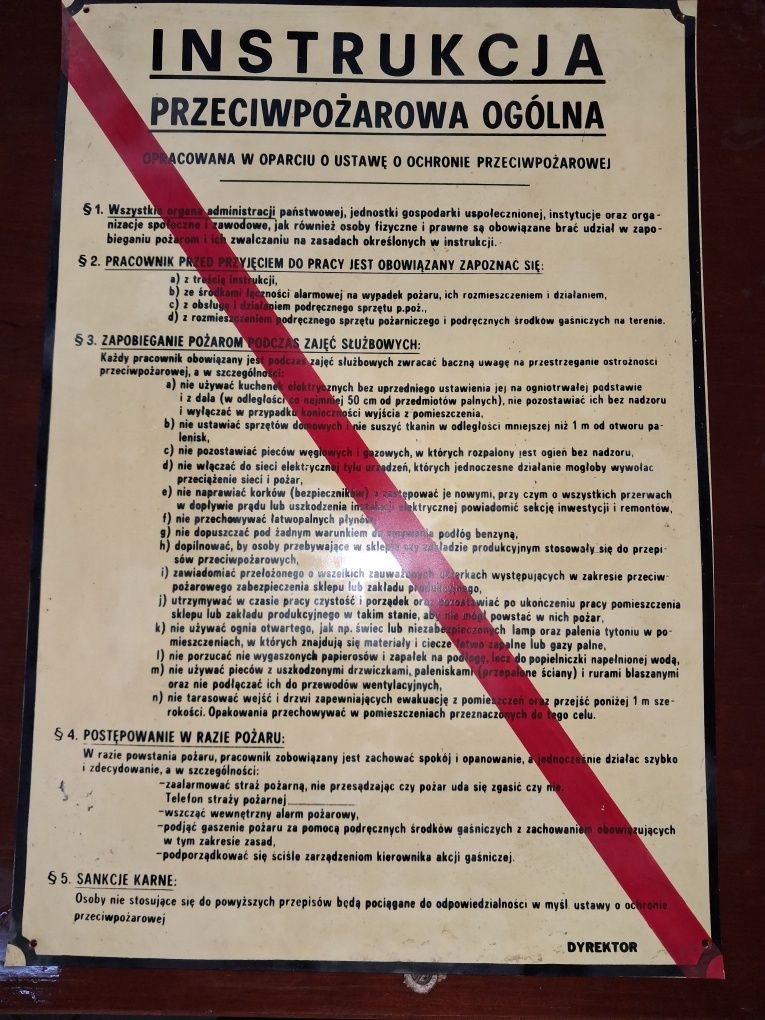 INSTRUKCJA
PRZECIWPOŻAROWA OGÓLNA
OPRACOWANA W OPARCIU O USTAWĘ O OCHRONIE PRZECIWPOŻAROWEJ
§ 1. Wszystkie organa administracji państwowej, jednostki gospodarki uspołecznionej, instytucje oraz orga-
nizacje społeczne i zawodowe, jak również osoby fizyczne i prawne są obowiązane brać udział w zapo-
bieganiu pożarom i ich zwalczaniu na zasadach określonych w instrukcji.
§ 2. PRACOWNIK PRZED PRZYJĘCIEM DO PRACY JEST OBOWIĄZANY ZAPOZNAĆ SIĘ:
a) z treścią instrukcji,
b) ze środkami łączności alarmowej na wypadek pożaru, ich rozmieszczeniem i działaniem,
c) z obsługą i działaniem podręcznego sprzętu p.poż.,
d) z rozmieszczeniem podręcznego sprzętu pożarniczego i podręcznych środków gaśniczych na terenie.
§ 3. ZAPOBIEGANIE POŻAROM PODCZAS ZAJĘĆ SŁUŻBOWYCH:
Każdy pracownik obowiązany jest podczas zajęć służbowych zwracać baczną uwagę na przestrzeganie ostrożności
przeciwpożarowej, a w szczególności:
a) nie używać kuchenek elektrycznych bez uprzedniego ustawienia jej na ogniotrwałej podstawie
i z dala (w odległości co najmniej 50 cm od przedmiotów palnych), nie pozostawiać ich bez nadzoru
i wyłączać w przypadku konieczności wyjścia z pomieszczenia,
b) nie ustawiać sprzętów domowych i nie suszyć tkanin w odległości mniejszej niż 1 m od otworu pa-
lenisk,
c) nie pozostawiać pieców węglowych i gazowych, w których rozpalony jest ogień bez nadzoru,
d) nie włączać do sieci elektrycznej tylu urządzeń, których jednoczesne działanie mogłoby wywołac
przeciążenie sieci i pożar,
e) nie naprawiać korków (bezpieczników) a zastępować je nowymi, przy czym o wszystkich przerwach
w dopływie prądu lub uszkodzenia instalacji elektrycznej powiadomić sekcję inwestycji i remontów,
f) nie przechowywać łatwopalnych płynów,
g) nie dopuszczać pod żadnym warunkiem do zmywania podłóg benzyną,
h) dopilnować, by osoby przebywające w sklepie czy zakładzie produkcyjnym stosowały się do przepi-
sów przeciwpożarowych,
i) zawiadomiać przełożonego o wszelkich zauważonych usterkach występujących w zakresie przeciw-
pożarowego zabezpieczenia sklepu lub zakładu produkcyjnego,
j) utrzymywać w czasie pracy czystość i porządek oraz pozostawiać po ukończeniu pracy pomieszczenia
sklepu lub zakładu produkcyjnego w takim stanie, aby nie mógł powstać w nich pożar,
k) nie używać ognia otwartego, jak np. świec lub niezabezpieczonych lamp oraz palenia tytoniu w po-
mieszczeniach, w których znajdują się materiały i ciecze łatwo zapalne lub gazy palne,
l) nie porzucać nie wygaszonych papierosów i zapałek na podłogę, lecz do popielniczki napełnionej wodą,
m) nie używać pieców z uszkodzonymi drzwiczkami, paleniskami (przepalone ściany) i rurami blaszanymi
oraz nie podłączać ich do przewodów wentylacyjnych,
n) nie tarasować wejść i drzwi zapewniających ewakuację z pomieszczeń oraz przejść poniżej 1 m sze-
rokości. Opakowania przechowywać w pomieszczeniach przeznaczonych do tego celu.
§ 4. POSTĘPOWANIE W RAZIE POŻARU:
W razie powstania pożaru, pracownik zobowiązany jest zachować spokój i opanowanie, a jednocześnie działac szybko
i zdecydowanie, a w szczególności:
-zaalarmować straż pożarną, nie przesądzając czy pożar uda się zgasić czy nie.
Telefon straży pożarnej
-wszcząć wewnętrzny alarm pożarowy,
-podjąć gaszenie pożaru za pomocą podręcznych środków gaśniczych z zachowaniem obowiązujących
w tym zakresie zasad,
-podporządkować się ściśle zarządzeniom kierownika akcji gaśniczej.
§ 5. SANKCJE KARNE:
Osoby nie stosujące się do powyższych przepisów będą pociągane do odpowiedzialności w myśl ustawy o ochronie
przeciwpożarowej
DYREKTOR